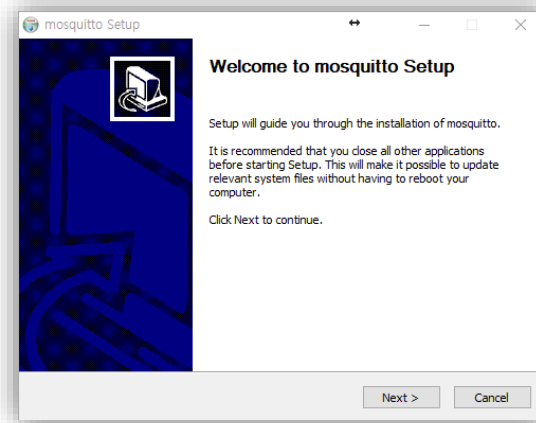 mosquitto Setup
Welcome to mosquitto Setup
Setup will guide you through the installation of mosquitto.
It is recommended that you close all other applications
before starting Setup. This will make it possible to update
relevant system files without having to reboot your
computer.
Click Next to continue.
Next >
Cancel